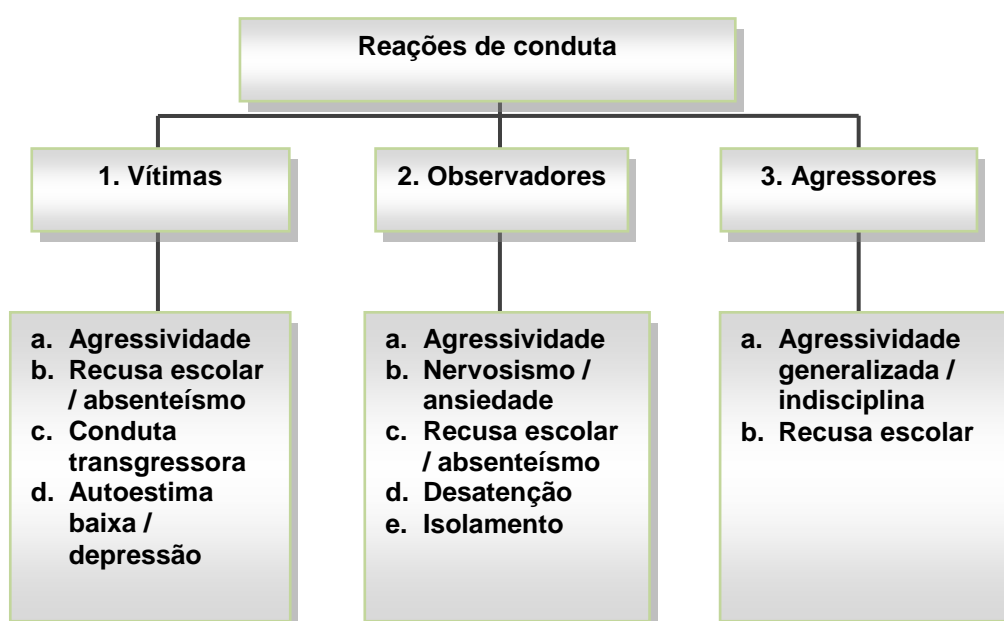 Reações de conduta
1. Vítimas
2. Observadores
3. Agressores
a. Agressividade
b. Recusa escolar
/ absenteísmo
c. Conduta
transgressora
d. Autoestima
baixa /
depressão
a. Agressividade
b. Nervosismo /
ansiedade
c. Recusa escolar
/ absenteísmo
d. Desatenção
e. Isolamento
a. Agressividade
generalizada /
indisciplina
b. Recusa escolar